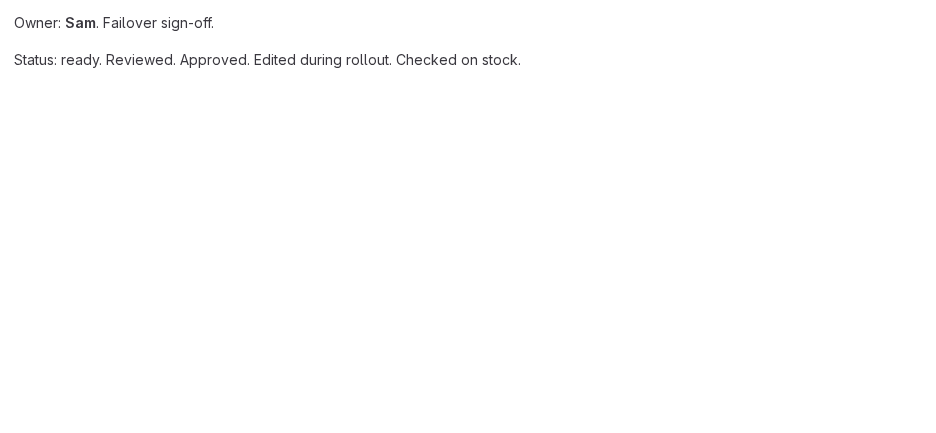 Owner: Sam. Failover sign-off.
Status: ready. Reviewed. Approved. Edited during rollout. Checked on stock.